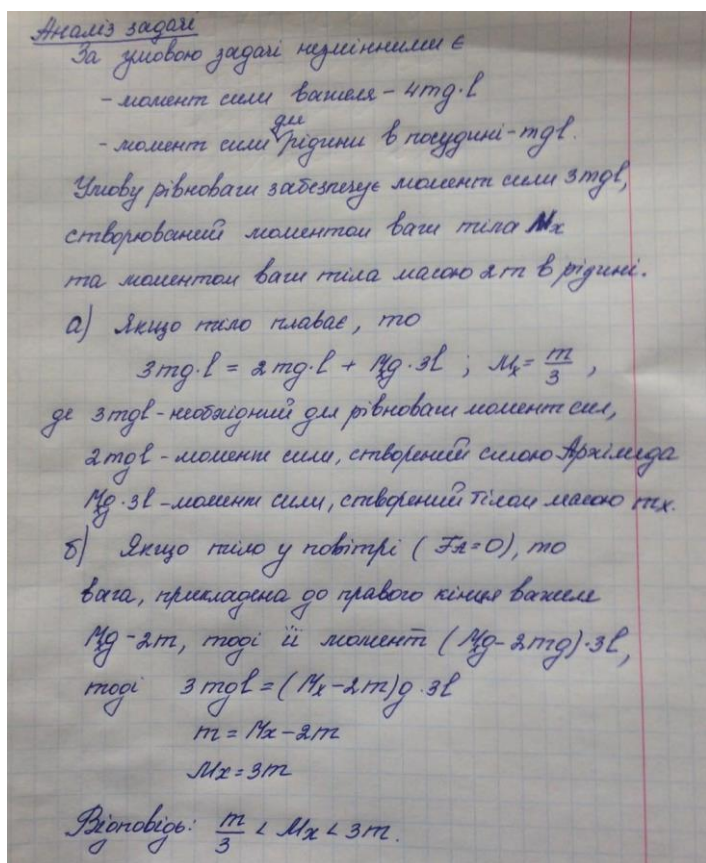 Аналіз задачі
За умовою задачі незмінними є
- момент сили важеля - 4mg·l
- момент сили дії рідини в посудині - mgl.
Умову рівноваги забезпечує момент сили 3mgl,
створюваний моментом ваги тіла Mx
та моментом ваги тіла масою 2m в рідині.
а) Якщо тіло плаває, то
3mg·l = 2mg·l + Mxg·3l ; Mx = m/3 ,
де 3mgl - необхідний для рівноваги момент сил,
2mgl - момент сили, створений силою Архімеда
Mxg·3l - момент сили, створений тілом масою mx.
б) Якщо тіло у повітрі (FA=0), то
вага, прикладена до правого кінця важеля
Mxg-2m, тоді її момент (Mxg-2mg)·3l,
тоді 3mgl=(Mx-2m)g·3l
m = Mx-2m
Mx=3m
Відповідь: m/3 < Mx < 3m.